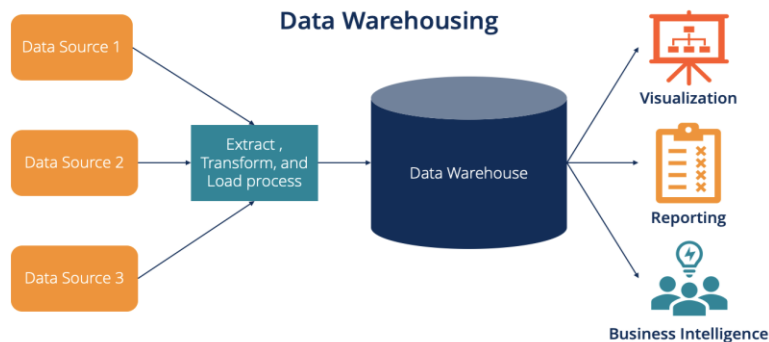 Data Warehousing
Data Source 1
Data Source 2
Data Source 3
Extract ,
Transform, and
Load process
Data Warehouse
Visualization
Reporting
Business Intelligence